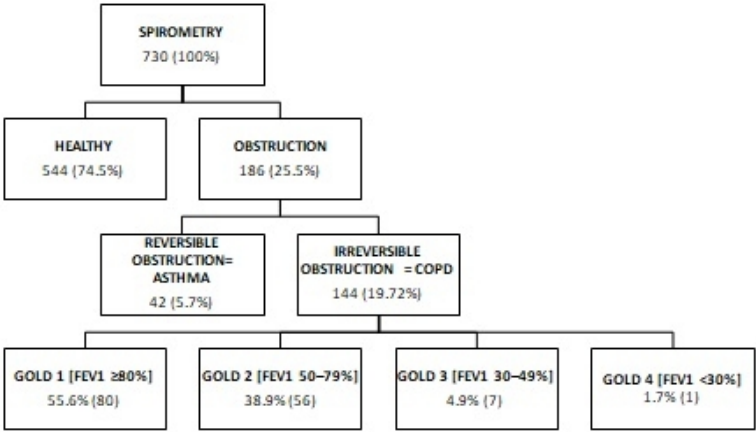 SPIROMETRY
730 (100%)
HEALTHY
544 (74.5%)
OBSTRUCTION
186 (25.5%)
REVERSIBLE
OBSTRUCTION=
ASTHMA
42 (5.7%)
IRREVERSIBLE
OBSTRUCTION = COPD
144 (19.72%)
GOLD 1 [FEV1 ≥80%]
55.6% (80)
GOLD 2 [FEV1 50–79%]
38.9% (56)
GOLD 3 [FEV1 30–49%]
4.9% (7)
GOLD 4 [FEV1 <30%]
1.7% (1)